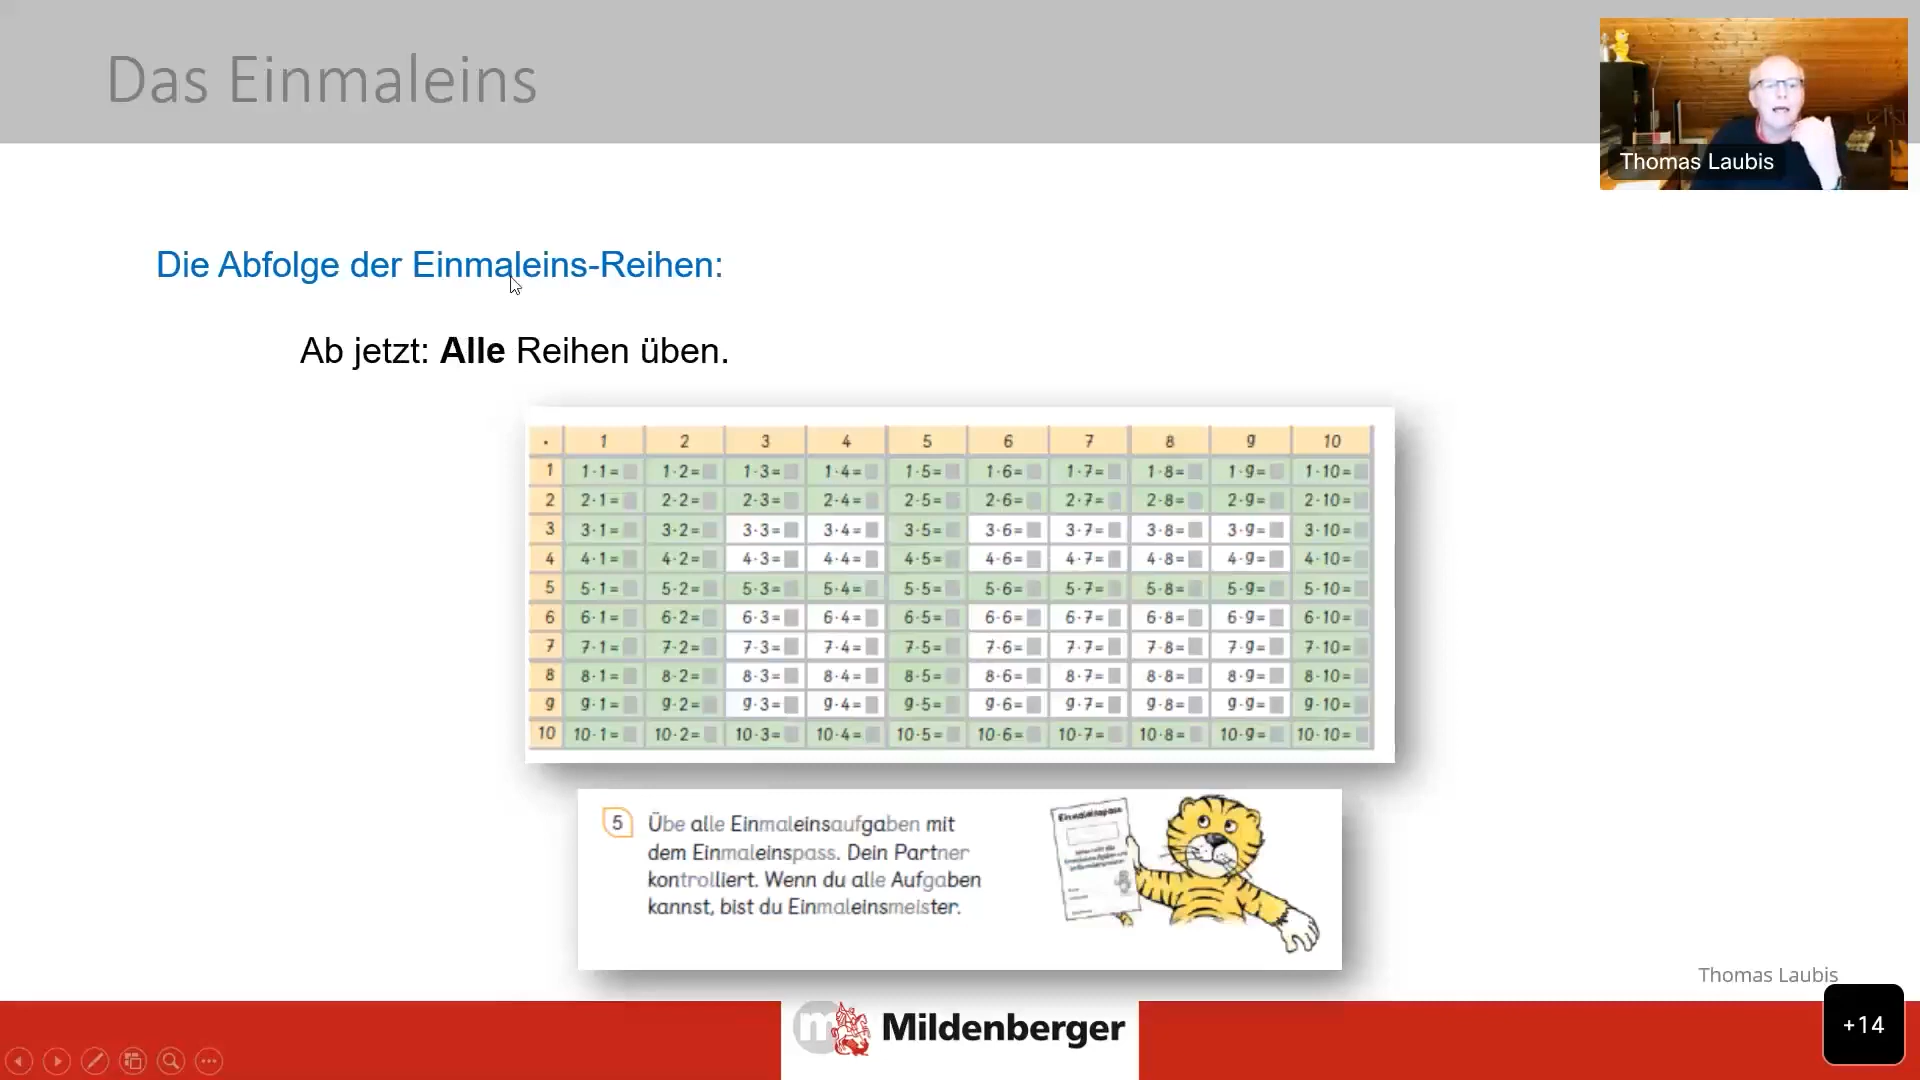 Das Einmaleins
Thomas Laubis
Die Abfolge der Einmaleins-Reihen:
Ab jetzt: Alle Reihen üben.
· 1 2 3 4 5 6 7 8 9 10
1 1·1= 1·2= 1·3= 1·4= 1·5= 1·6= 1·7= 1·8= 1·9= 1·10=
2 2·1= 2·2= 2·3= 2·4= 2·5= 2·6= 2·7= 2·8= 2·9= 2·10=
3 3·1= 3·2= 3·3= 3·4= 3·5= 3·6= 3·7= 3·8= 3·9= 3·10=
4 4·1= 4·2= 4·3= 4·4= 4·5= 4·6= 4·7= 4·8= 4·9= 4·10=
5 5·1= 5·2= 5·3= 5·4= 5·5= 5·6= 5·7= 5·8= 5·9= 5·10=
6 6·1= 6·2= 6·3= 6·4= 6·5= 6·6= 6·7= 6·8= 6·9= 6·10=
7 7·1= 7·2= 7·3= 7·4= 7·5= 7·6= 7·7= 7·8= 7·9= 7·10=
8 8·1= 8·2= 8·3= 8·4= 8·5= 8·6= 8·7= 8·8= 8·9= 8·10=
9 9·1= 9·2= 9·3= 9·4= 9·5= 9·6= 9·7= 9·8= 9·9= 9·10=
10 10·1= 10·2= 10·3= 10·4= 10·5= 10·6= 10·7= 10·8= 10·9= 10·10=
5 Übe alle Einmaleinsaufgaben mit
dem Einmaleinspass. Dein Partner
kontrolliert. Wenn du alle Aufgaben
kannst, bist du Einmaleinsmeister.
Einmaleinspass
Thomas Laubis
m Mildenberger
+14